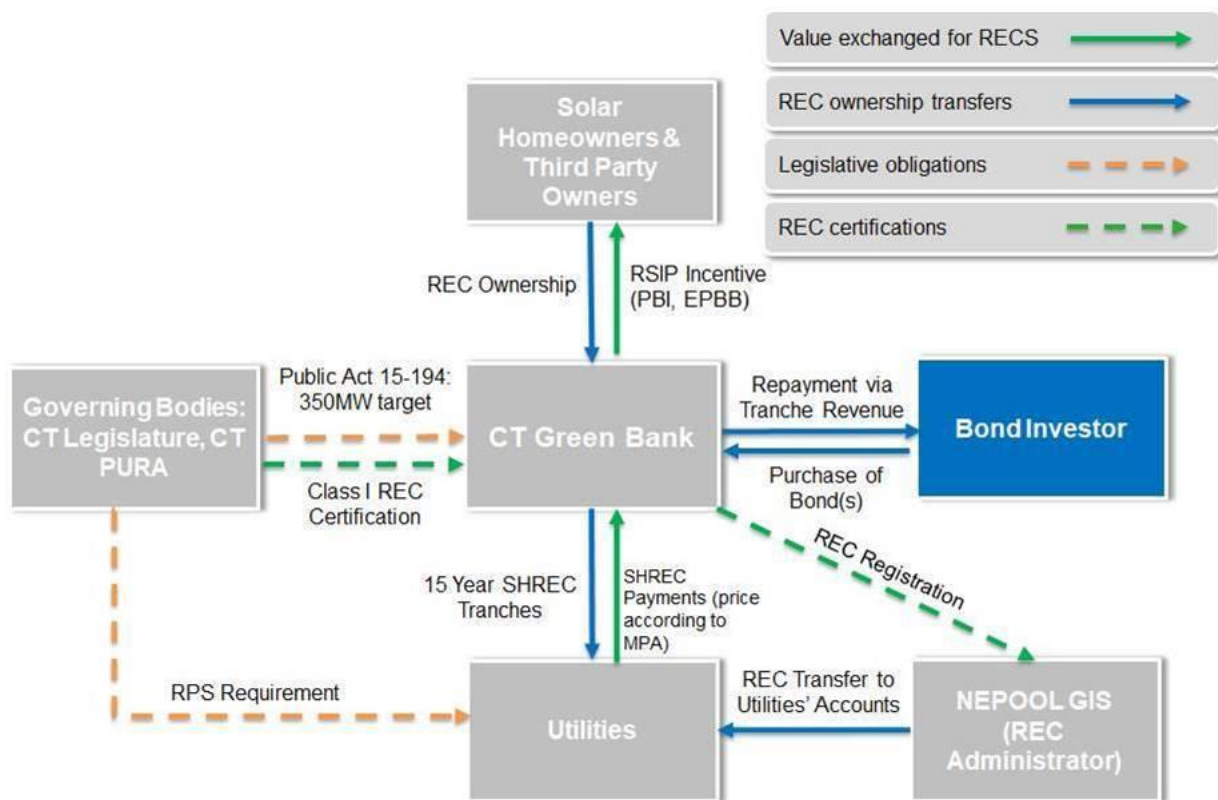 Value exchanged for RECS
REC ownership transfers
Legislative obligations
REC certifications
Solar
Homeowners &
Third Party
Owners
REC Ownership
RSIP Incentive
(PBI, EPBB)
Governing Bodies:
CT Legislature, CT
PURA
Public Act 15-194:
350MW target
Class I REC
Certification
CT Green Bank
Repayment via
Tranche Revenue
Purchase of
Bond(s)
Bond Investor
15 Year SHREC
Tranches
SHREC
Payments (price
according to
MPA)
REC Registration
RPS Requirement
Utilities
REC Transfer to
Utilities' Accounts
NEPOOL GIS
(REC
Administrator)